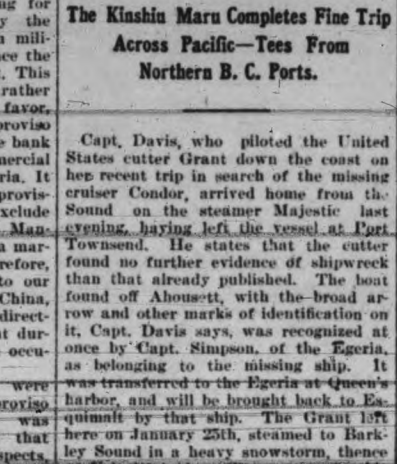 ng for
y the
n mili-
nce the
. This
rather
favor,
proviso
e bank
mercial
ria. It
provis-
xclude
Man-
a mar-
refore,
to our
China,
direct-
t dur-
occu-
were
proviso
was
that
spects,
The Kinshiu Maru Completes Fine Trip
Across Pacific—Tees From
Northern B. C. Ports.
Capt. Davis, who piloted the United
States cutter Grant down the coast on
her recent trip in search of the missing
cruiser Condor, arrived home from the
Sound on the steamer Majestic last
evening, having left the vessel at Port
Townsend. He states that the cutter
found no further evidence of shipwreck
than that already published. The boat
found off Ahousett, with the broad ar-
row and other marks of identification on
it, Capt. Davis says, was recognized at
once by Capt. Simpson, of the Egeria,
as belonging to the missing ship. It
was transferred to the Egeria at Queen's
harbor, and will be brought back to Es-
quimalt by that ship. The Grant left
here on January 25th, steamed to Bark-
ley Sound in a heavy snowstorm, thence